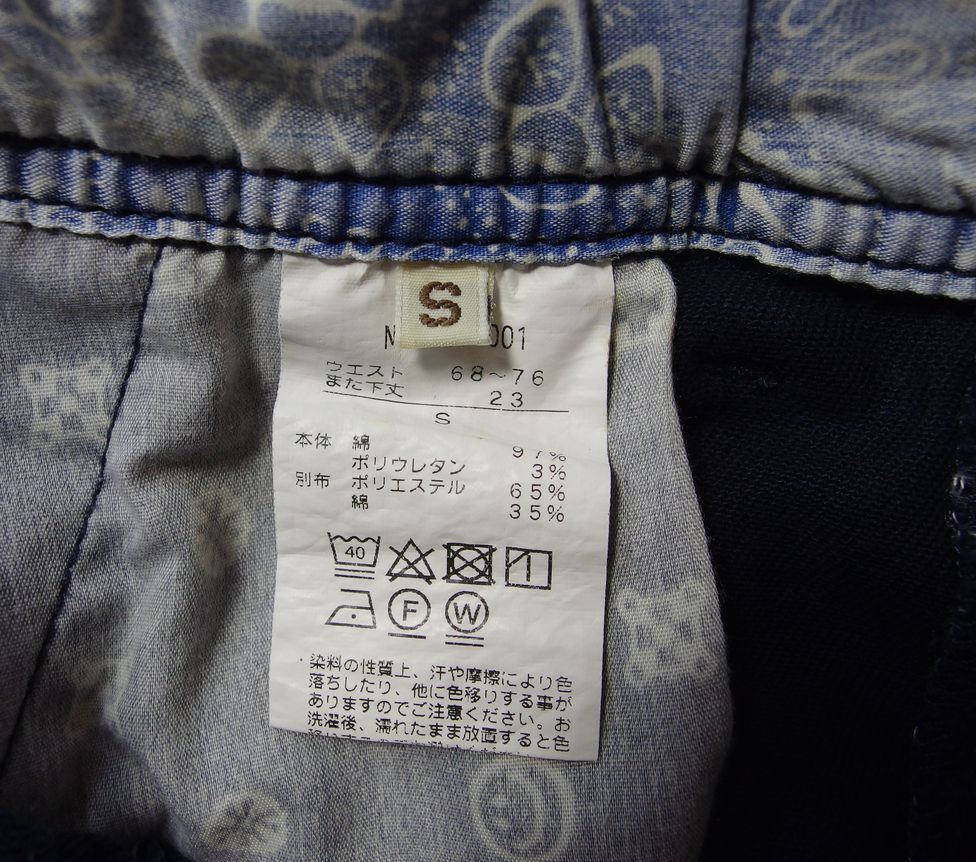 S
001
ウエスト 68~76
また下丈 23
S
本体 綿 97%
ポリウレタン 3%
別布 ポリエステル 65%
綿 35%
40
F W
・染料の性質上、汗や摩擦により色
落ちしたり、他に色移りする事が
ありますのでご注意ください。お
洗濯後、濡れたまま放置すると色